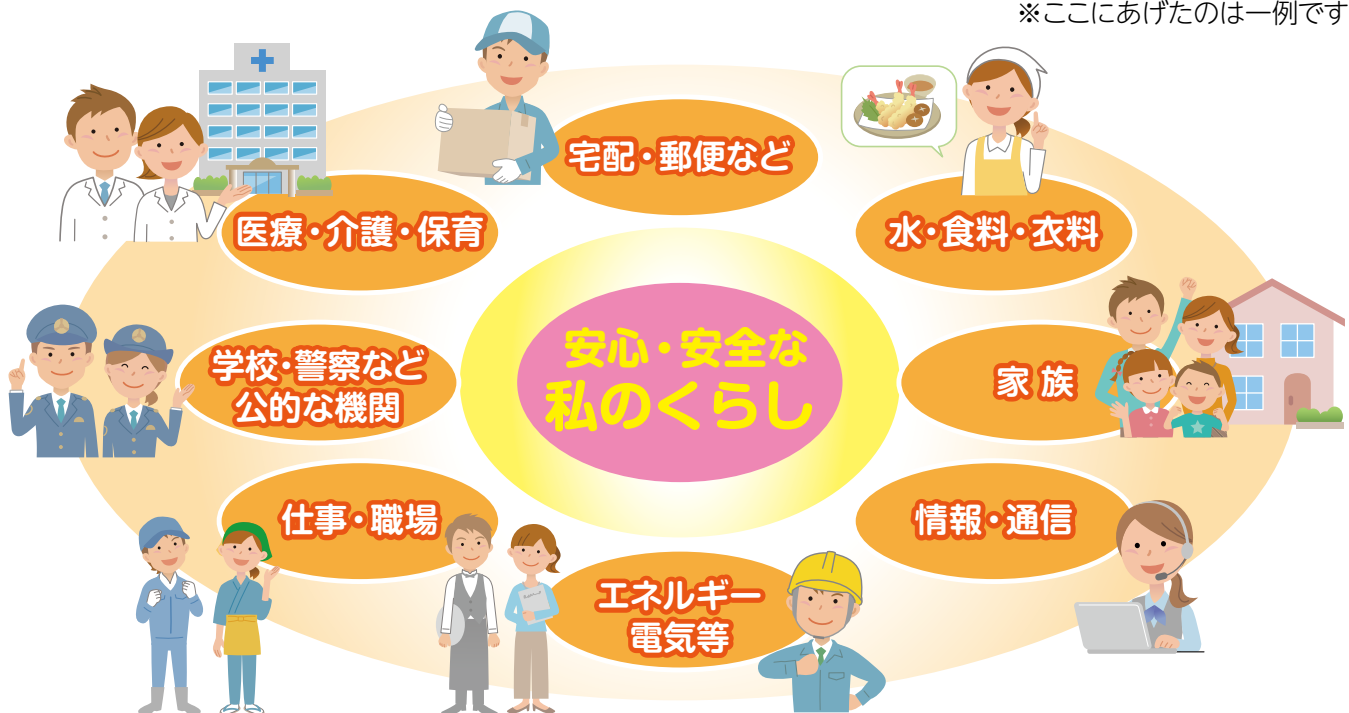 ※ここにあげたのは一例です
宅配・郵便など
医療・介護・保育
水・食料・衣料
学校・警察など
公的な機関
安心・安全な
私のくらし
家族
仕事・職場
情報・通信
エネルギー
電気等